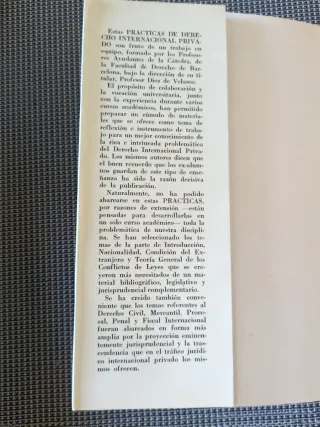 Estas PRACTICAS DE DERE-
CHO INTERNACIONAL PRIVA-
DO son fruto de un trabajo en
equipo, formado por los Profeso-
res Ayudantes de la Cátedra, de
la Facultad de Derecho de Bar-
celona, bajo la dirección de su ti-
tular, Profesor Díez de Velasco.
El propósito de colaboración y
la vocación universitaria, junto
con la experiencia durante varios
cursos académicos, han permitido
preparar un cúmulo de materia-
les que se ofrece como tema de
reflexión e instrumento de traba-
jo para un mejor conocimiento de
la rica e intrincada problemática
del Derecho Internacional Priva-
do. Los mismos autores dicen que
el buen recuerdo que los ex-alum-
nos guardan de este tipo de ense-
ñanza ha sido la razón decisiva
de la publicación.
Naturalmente, no ha podido
abarcarse en estas PRACTICAS,
por razones de extensión —están
pensadas para desarrollarlas en
un solo curso académico— toda la
problemática de nuestra discipli-
na. Se han seleccionado los te-
mas de la parte de Introducción,
Nacionalidad, Condición del Ex-
tranjero y Teoría General de los
Conflictos de Leyes que se cre-
yeron más necesitados de un ma-
terial bibliográfico, legislativo y
jurisprudencial complementario.
Se ha creído también conve-
niente que los temas referentes al
Derecho Civil, Mercantil, Proce-
sal, Penal y Fiscal Internacional
fueran abarcados en forma más
amplia por la proyección eminen-
temente jurisprudencial y la tras-
cendencia que en el tráfico jurídi-
co internacional privado los mis-
mos ofrecen.